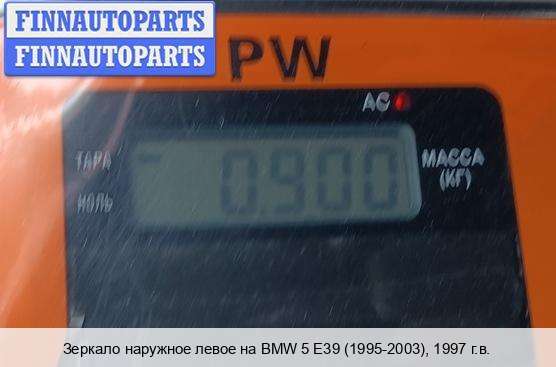 FINNAUTOPARTS
FINNAUTOPARTS
PW
AC
ТАРА
0.900
МАССА
(КГ)
НОЛЬ
Зеркало наружное левое на BMW 5 E39 (1995-2003), 1997 г.в.